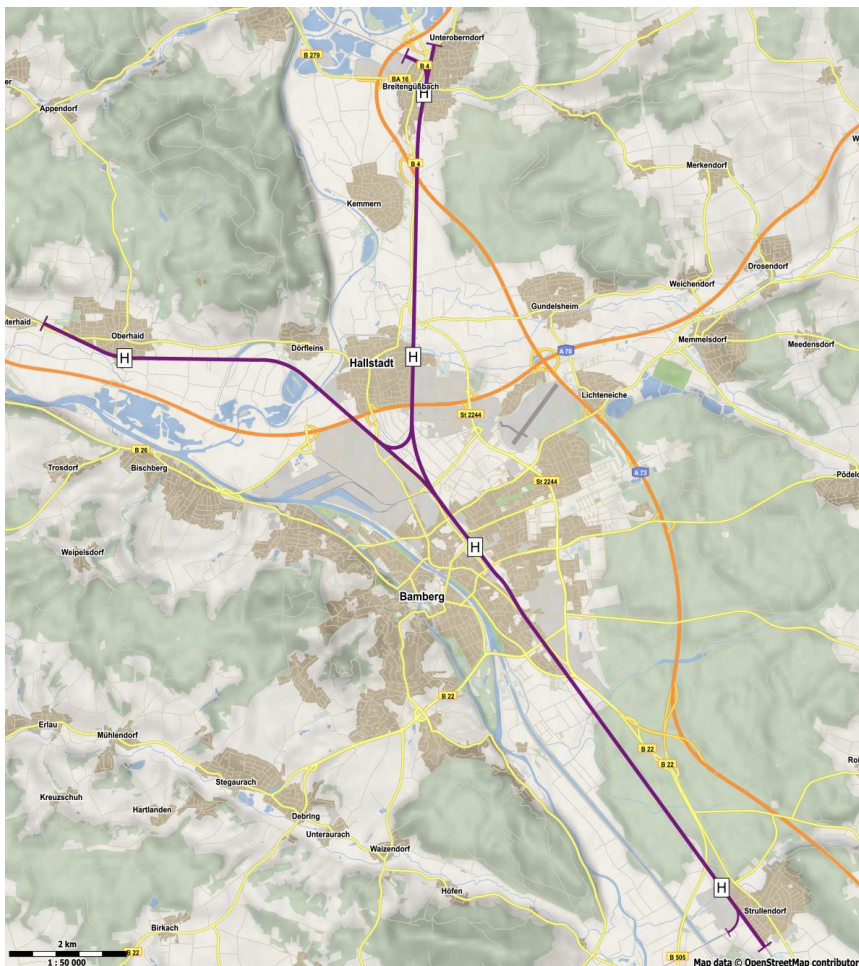 Unteroberndorf
B 279
B 4
BA 16
Breitengüßbach
H
Appendorf
B 4
Merkendorf
Kemmern
Drosendorf
Weichendorf
Gundelsheim
Oberhaid
Dörfleins
Hallstadt
H
H
A 70
Memmelsdorf
Meedensdorf
Lichteneiche
St 2244
B 26
Trosdorf
Bischberg
A 73
St 2244
H
Weipelsdorf
Bamberg
B 22
Erlau
Mühlendorf
B 22
B 22
Stegaurach
Kreuzschuh
Hartlanden
Debring
Unteraurach
Waizendorf
Höfen
H
Strullendorf
Birkach
2 km
B 22
B 505
1 : 50 000
Map data © OpenStreetMap contributor